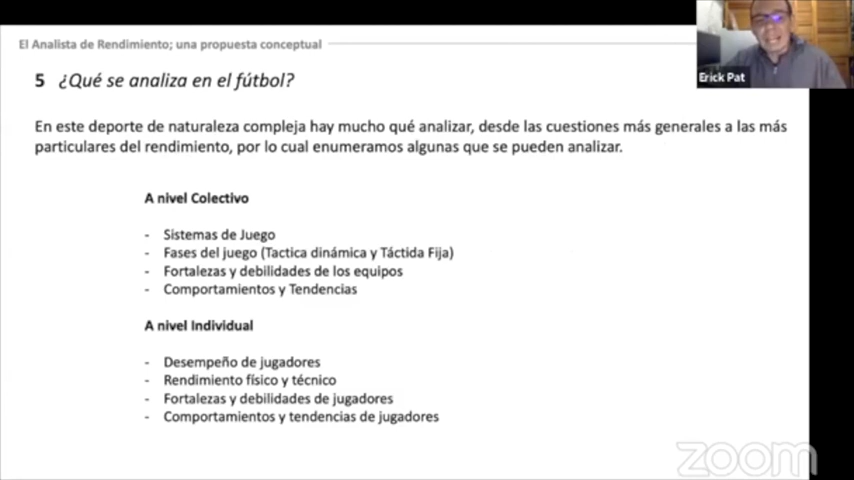 El Analista de Rendimiento; una propuesta conceptual
Erick Pat
5 ¿Qué se analiza en el fútbol?
En este deporte de naturaleza compleja hay mucho qué analizar, desde las cuestiones más generales a las más
particulares del rendimiento, por lo cual enumeramos algunas que se pueden analizar.
A nivel Colectivo
- Sistemas de Juego
- Fases del juego (Tactica dinámica y Táctida Fija)
- Fortalezas y debilidades de los equipos
- Comportamientos y Tendencias
A nivel Individual
- Desempeño de jugadores
- Rendimiento físico y técnico
- Fortalezas y debilidades de jugadores
- Comportamientos y tendencias de jugadores
zoom